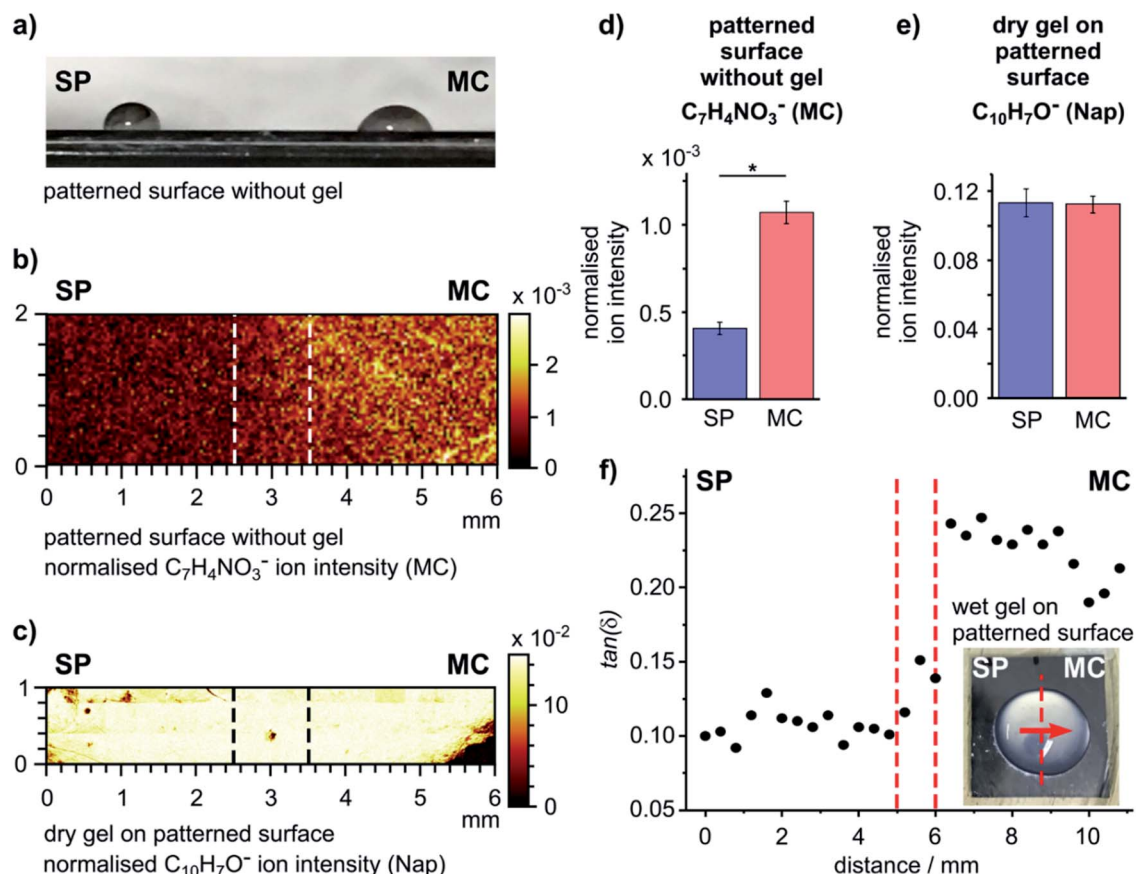 a)
SP MC
patterned surface without gel
b)
SP MC
x 10⁻³
2
0
2
1
0
0 1 2 3 4 5 6
mm
patterned surface without gel
normalised C₇H₄NO₃⁻ ion intensity (MC)
c)
SP MC
x 10⁻²
1
0
10
5
0
0 1 2 3 4 5 6
mm
dry gel on patterned surface
normalised C₁₀H₇O⁻ ion intensity (Nap)
d)
patterned
surface
without gel
C₇H₄NO₃⁻ (MC)
x 10⁻³
*
normalised
ion intensity
1.0
0.5
0.0
SP MC
e)
dry gel on
patterned
surface
C₁₀H₇O⁻ (Nap)
normalised
ion intensity
0.12
0.08
0.04
0.00
SP MC
f)
SP MC
tan(δ)
0.25
0.20
0.15
0.10
0.05
wet gel on
patterned surface
SP MC
0 2 4 6 8 10
distance / mm